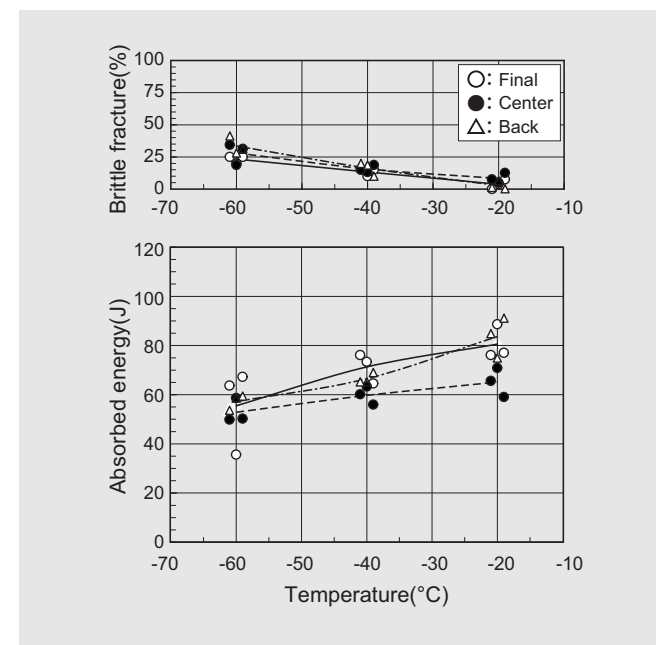 Brittle fracture(%)
100
75
50
25
0
-70 -60 -50 -40 -30 -20 -10
○: Final
●: Center
△: Back
Absorbed energy(J)
120
100
80
60
40
20
0
-70 -60 -50 -40 -30 -20 -10
Temperature(°C)